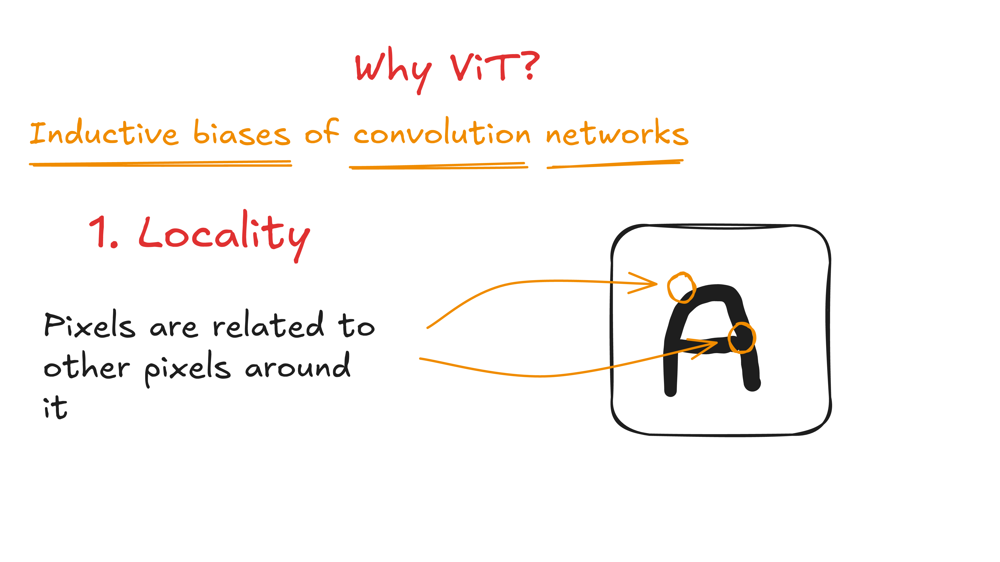 Why ViT?
Inductive biases of convolution networks
1. Locality
Pixels are related to
other pixels around
it
A